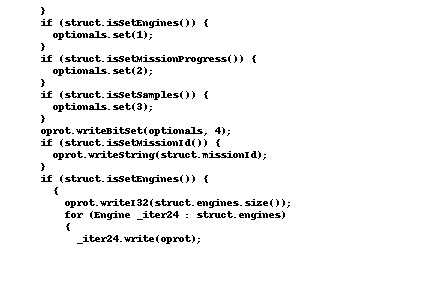 }
if (struct.isSetEngines()) {
optionals.set(1);
}
if (struct.isSetMissionProgress()) {
optionals.set(2);
}
if (struct.isSetSamples()) {
optionals.set(3);
}
oprot.writeBitSet(optionals, 4);
if (struct.isSetMissionId()) {
oprot.writeString(struct.missionId);
}
if (struct.isSetEngines()) {
{
oprot.writeI32(struct.engines.size());
for (Engine _iter24 : struct.engines)
{
_iter24.write(oprot);